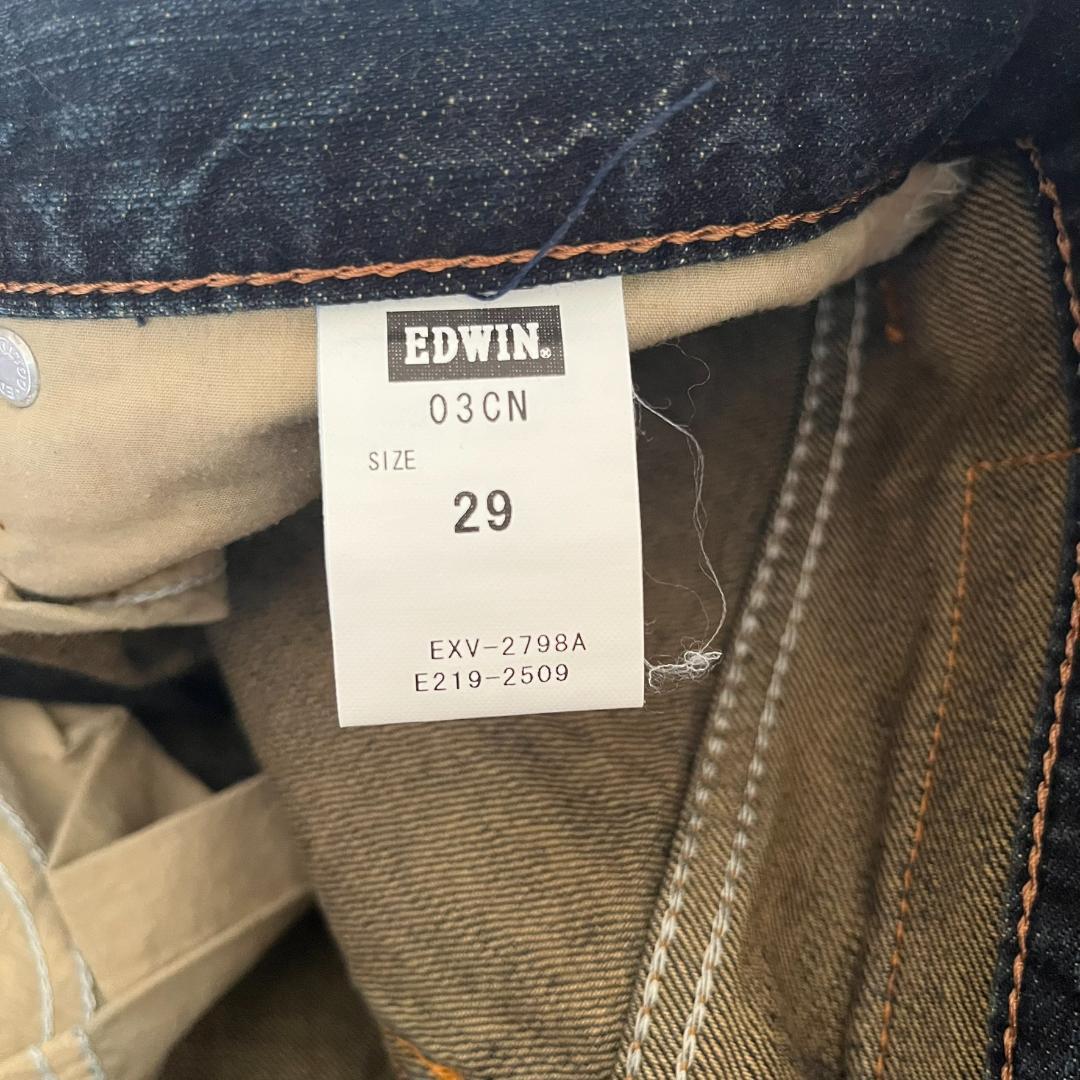 EDWIN®
03CN
SIZE
29
EXV-2798A
E219-2509